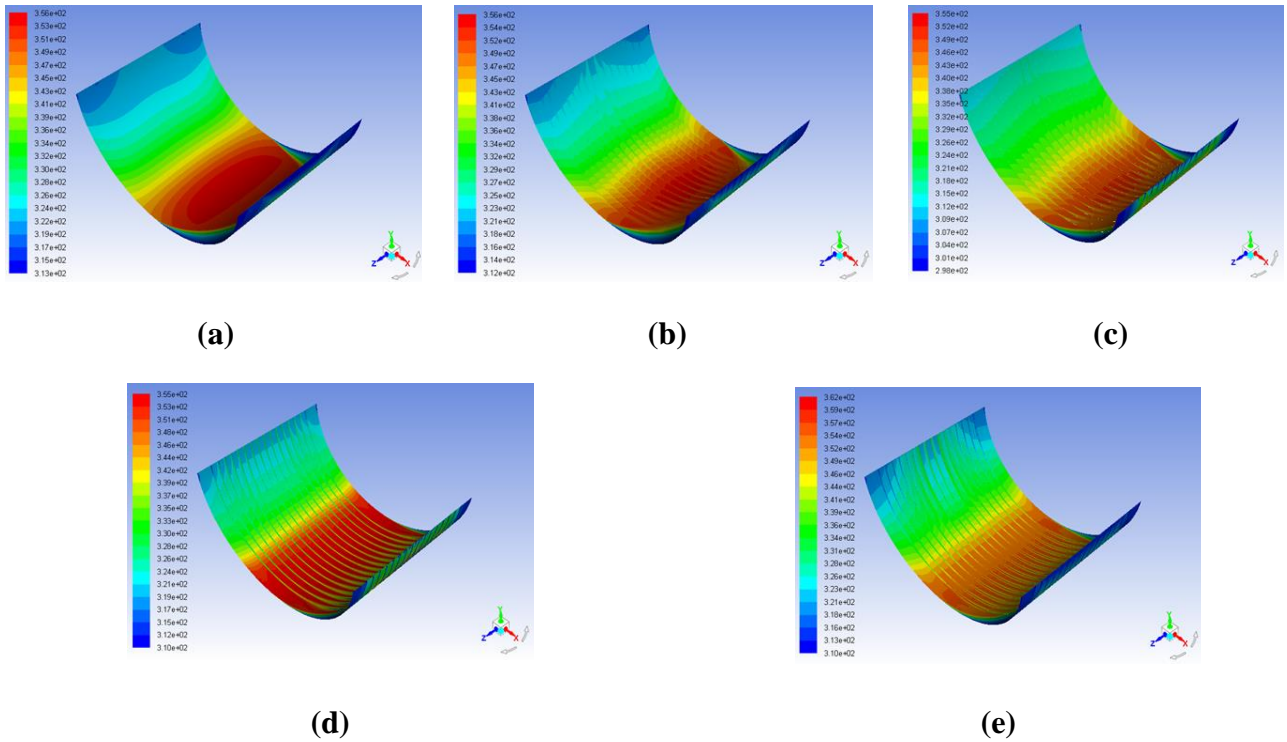 3.56e+02
3.53e+02
3.51e+02
3.49e+02
3.47e+02
3.45e+02
3.43e+02
3.41e+02
3.39e+02
3.36e+02
3.34e+02
3.32e+02
3.30e+02
3.28e+02
3.26e+02
3.24e+02
3.22e+02
3.19e+02
3.17e+02
3.15e+02
3.13e+02
Y
Z
X
3.56e+02
3.54e+02
3.52e+02
3.49e+02
3.47e+02
3.45e+02
3.43e+02
3.41e+02
3.38e+02
3.36e+02
3.34e+02
3.32e+02
3.29e+02
3.27e+02
3.25e+02
3.23e+02
3.21e+02
3.18e+02
3.16e+02
3.14e+02
3.12e+02
Y
Z
X
3.55e+02
3.52e+02
3.49e+02
3.46e+02
3.43e+02
3.40e+02
3.38e+02
3.35e+02
3.32e+02
3.29e+02
3.26e+02
3.24e+02
3.21e+02
3.18e+02
3.15e+02
3.12e+02
3.09e+02
3.07e+02
3.04e+02
3.01e+02
2.98e+02
Y
Z
X
(a)
(b)
(c)
3.55e+02
3.53e+02
3.51e+02
3.48e+02
3.46e+02
3.44e+02
3.42e+02
3.39e+02
3.37e+02
3.35e+02
3.33e+02
3.30e+02
3.28e+02
3.26e+02
3.24e+02
3.21e+02
3.19e+02
3.17e+02
3.15e+02
3.12e+02
3.10e+02
Y
Z
X
3.62e+02
3.59e+02
3.57e+02
3.54e+02
3.52e+02
3.49e+02
3.46e+02
3.44e+02
3.41e+02
3.39e+02
3.36e+02
3.33e+02
3.31e+02
3.28e+02
3.26e+02
3.23e+02
3.20e+02
3.18e+02
3.16e+02
3.13e+02
3.10e+02
Y
Z
X
(d)
(e)